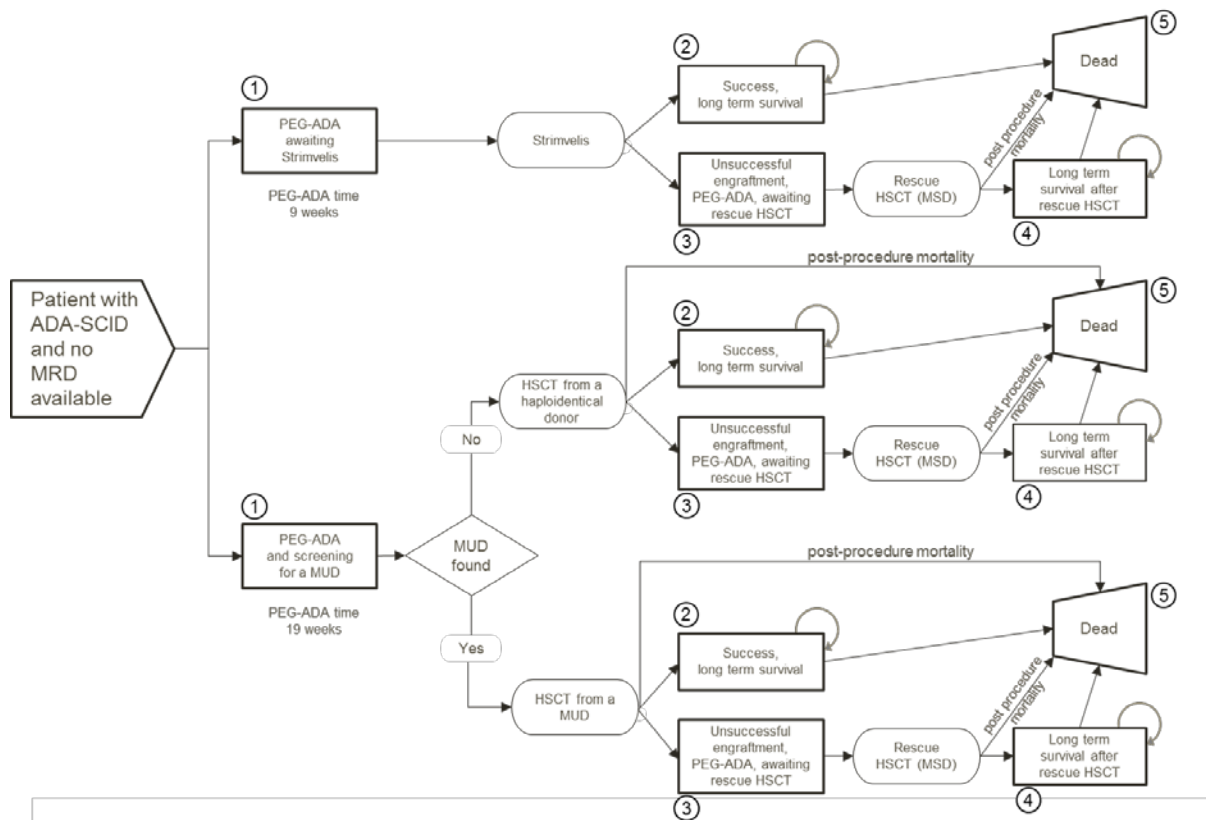 1
PEG-ADA
awaiting
Strimvelis
PEG-ADA time
9 weeks
Strimvelis
2
Success,
long term survival
Unsuccessful
engraftment,
PEG-ADA, awaiting
rescue HSCT
3
Rescue
HSCT (MSD)
post procedure
mortality
5
Dead
Long term
survival after
rescue HSCT
4
Patient with
ADA-SCID
and no
MRD
available
post-procedure mortality
HSCT from a
haploidentical
donor
2
Success,
long term survival
Unsuccessful
engraftment,
PEG-ADA, awaiting
rescue HSCT
3
Rescue
HSCT (MSD)
post procedure
mortality
5
Dead
Long term
survival after
rescue HSCT
4
No
1
PEG-ADA
and screening
for a MUD
PEG-ADA time
19 weeks
MUD
found
Yes
post-procedure mortality
HSCT from a
MUD
2
Success,
long term survival
Unsuccessful
engraftment,
PEG-ADA, awaiting
rescue HSCT
3
Rescue
HSCT (MSD)
post procedure
mortality
5
Dead
Long term
survival after
rescue HSCT
4